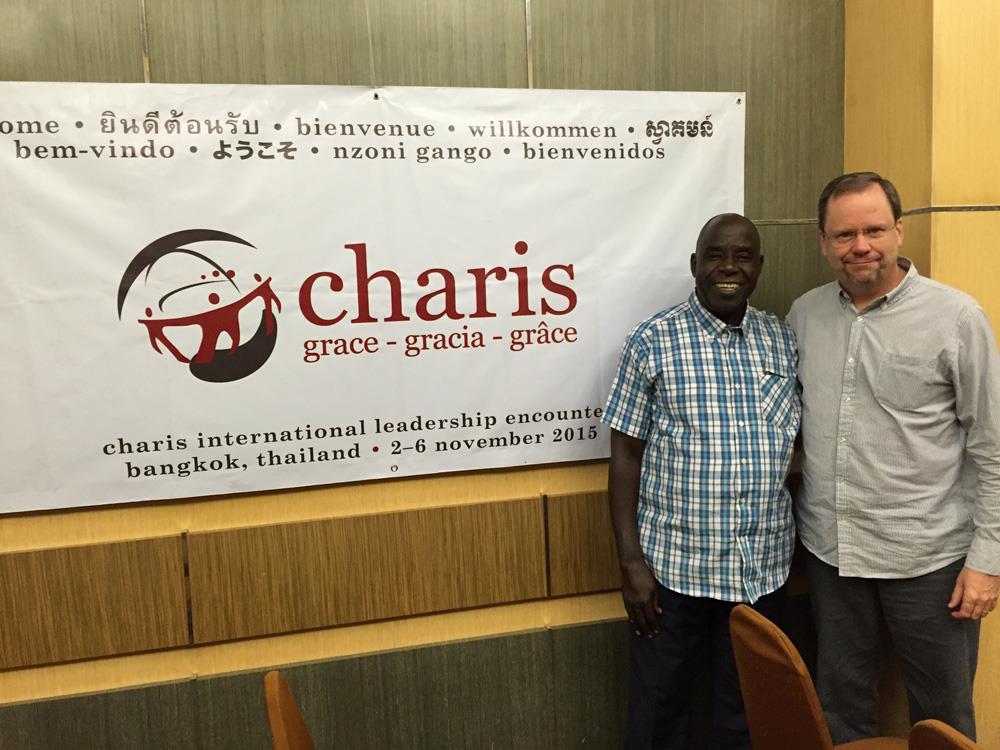 ome • ยินดีต้อนรับ • bienvenue • willkommen • ស្វាគមន៍
bem-vindo • ようこそ • nzoni gango • bienvenidos
charis
grace - gracia - grâce
charis international leadership encounte
bangkok, thailand • 2–6 november 2015